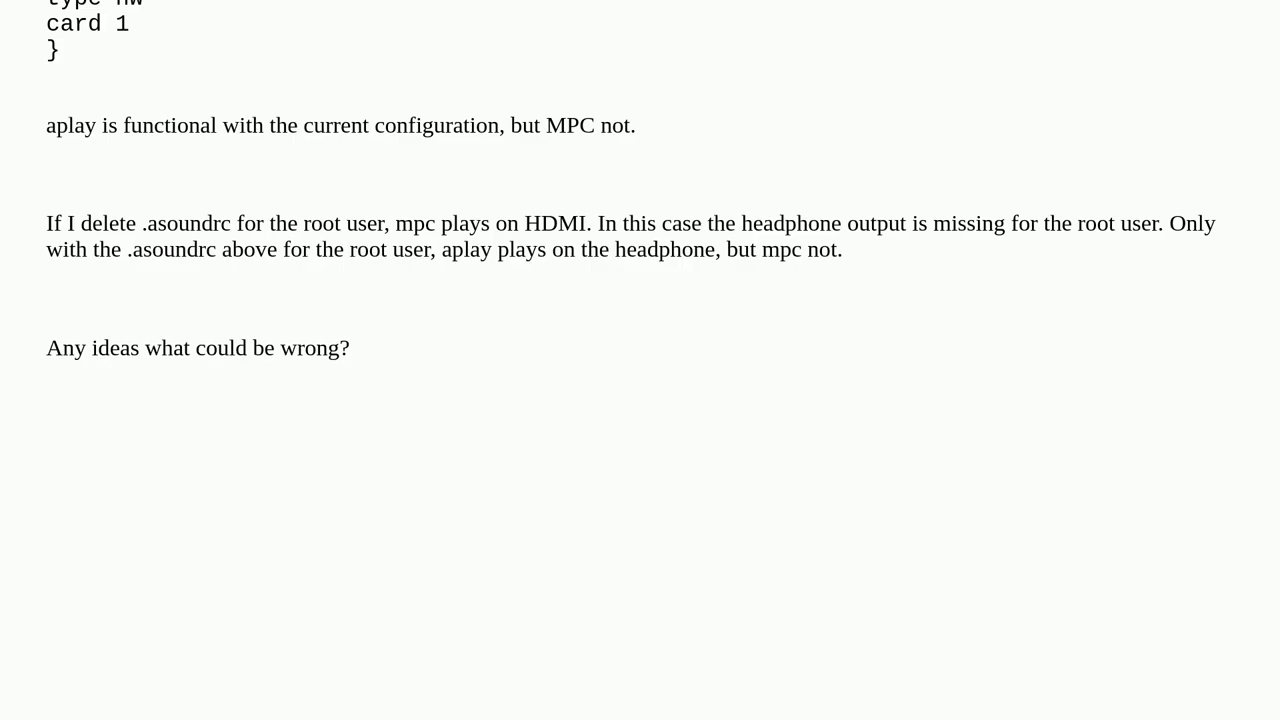 type hw
card 1
}
aplay is functional with the current configuration, but MPC not.
If I delete .asoundrc for the root user, mpc plays on HDMI. In this case the headphone output is missing for the root user. Only
with the .asoundrc above for the root user, aplay plays on the headphone, but mpc not.
Any ideas what could be wrong?